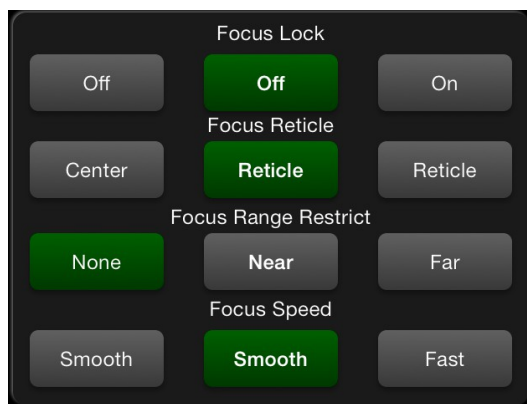 Focus Lock
Off Off On
Focus Reticle
Center Reticle Reticle
Focus Range Restrict
None Near Far
Focus Speed
Smooth Smooth Fast